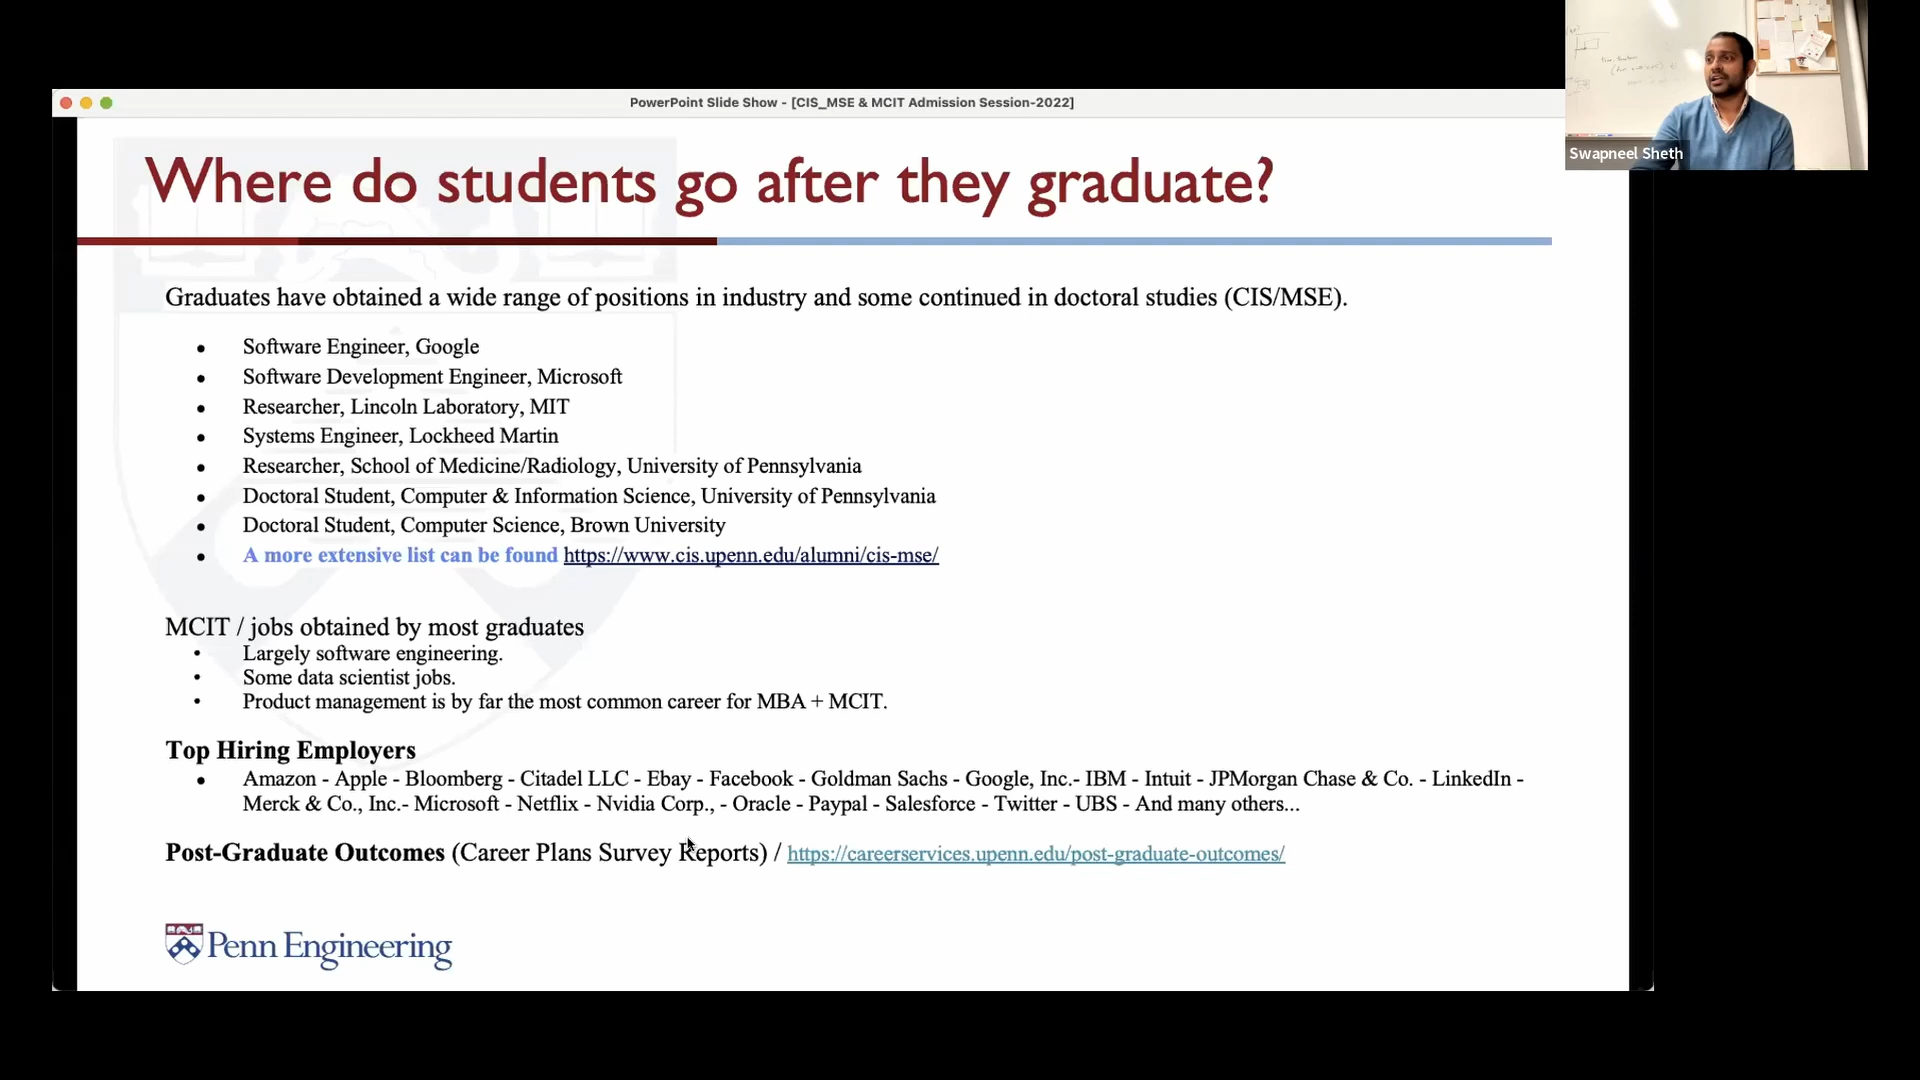 PowerPoint Slide Show - [CIS_MSE & MCIT Admission Session-2022]
Swapneel Sheth
Where do students go after they graduate?
Graduates have obtained a wide range of positions in industry and some continued in doctoral studies (CIS/MSE).
• Software Engineer, Google
• Software Development Engineer, Microsoft
• Researcher, Lincoln Laboratory, MIT
• Systems Engineer, Lockheed Martin
• Researcher, School of Medicine/Radiology, University of Pennsylvania
• Doctoral Student, Computer & Information Science, University of Pennsylvania
• Doctoral Student, Computer Science, Brown University
• A more extensive list can be found https://www.cis.upenn.edu/alumni/cis-mse/
MCIT / jobs obtained by most graduates
• Largely software engineering.
• Some data scientist jobs.
• Product management is by far the most common career for MBA + MCIT.
Top Hiring Employers
• Amazon - Apple - Bloomberg - Citadel LLC - Ebay - Facebook - Goldman Sachs - Google, Inc.- IBM - Intuit - JPMorgan Chase & Co. - LinkedIn -
Merck & Co., Inc.- Microsoft - Netflix - Nvidia Corp., - Oracle - Paypal - Salesforce - Twitter - UBS - And many others...
Post-Graduate Outcomes (Career Plans Survey Reports) / https://careerservices.upenn.edu/post-graduate-outcomes/
Penn Engineering